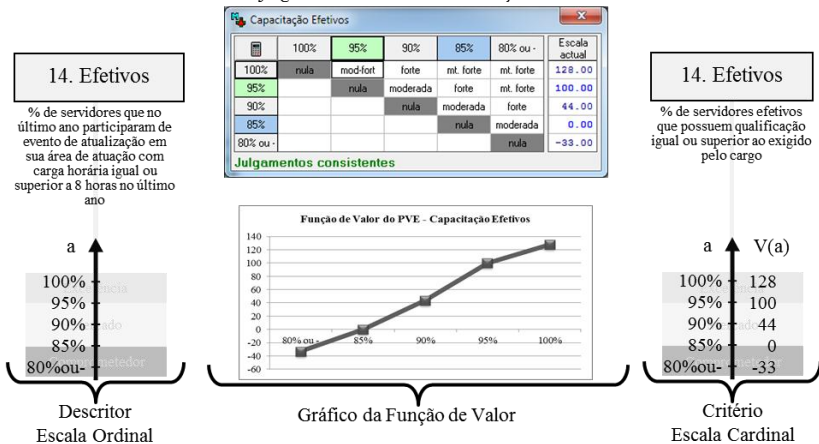 Capacitação Efetivos
100% 95% 90% 85% 80% ou - Escala actual
100% nula mod-fort forte mt. forte mt. forte 128.00
95% nula moderada forte mt. forte 100.00
90% nula moderada forte 44.00
85% nula moderada 0.00
80% ou - nula -33.00
Julgamentos consistentes
14. Efetivos
% de servidores que no
último ano participaram de
evento de atualização em
sua área de atuação com
carga horária igual ou
superior a 8 horas no último
ano
a
100%
95%
90%
85%
80%ou-
Descritor
Escala Ordinal
Função de Valor do PVE - Capacitação Efetivos
140
120
100
80
60
40
20
0
-20
-40
-60
80% ou - 85% 90% 95% 100%
Gráfico da Função de Valor
14. Efetivos
% de servidores efetivos
que possuem qualificação
igual ou superior ao exigido
pelo cargo
a V(a)
100% 128
95% 100
90% 44
85% 0
80%ou- -33
Critério
Escala Cardinal